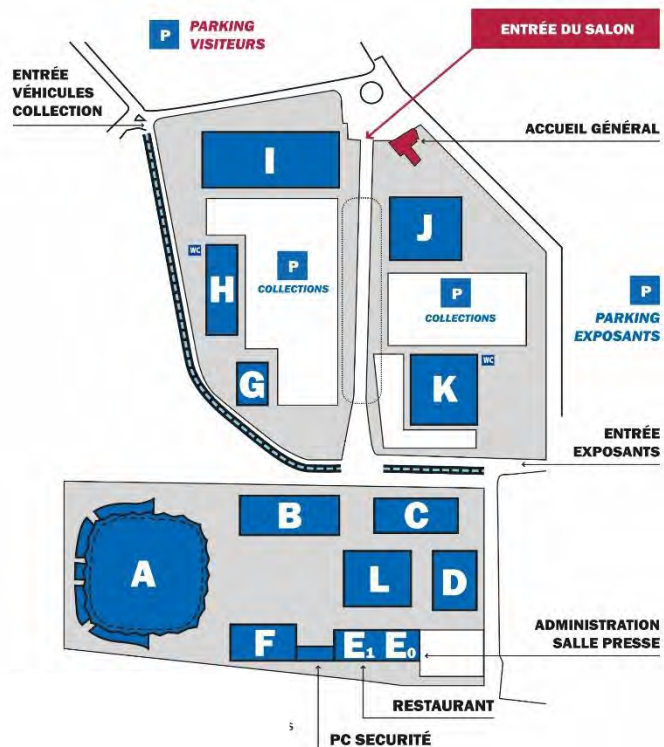 P
PARKING
VISITEURS
ENTRÉE DU SALON
ENTRÉE
VÉHICULES
COLLECTION
ACCUEIL GÉNÉRAL
I
J
WC
H
P
COLLECTIONS
P
COLLECTIONS
P
PARKING
EXPOSANTS
G
K
WC
ENTRÉE
EXPOSANTS
B
C
A
L
D
F
E1 E0
ADMINISTRATION
SALLE PRESSE
RESTAURANT
PC SECURITÉ